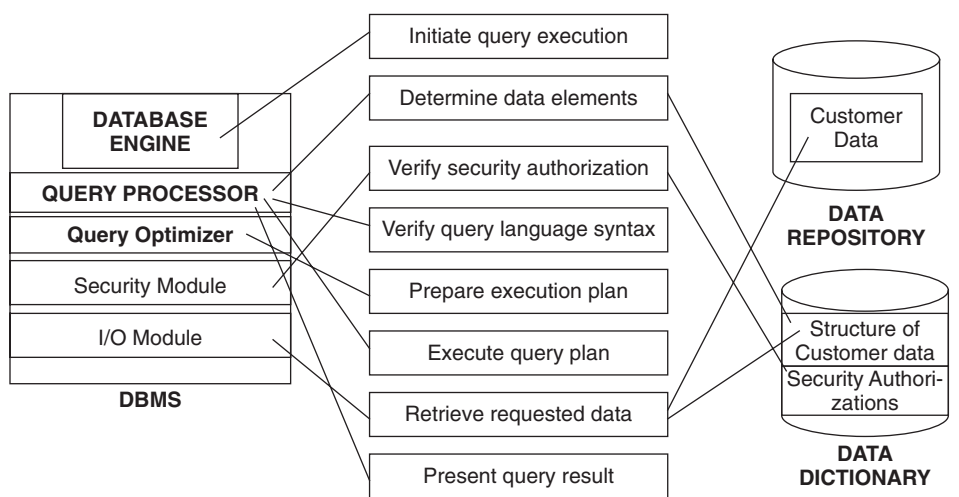 DATABASE
ENGINE
QUERY PROCESSOR
Query Optimizer
Security Module
I/O Module
DBMS
Initiate query execution
Determine data elements
Verify security authorization
Verify query language syntax
Prepare execution plan
Execute query plan
Retrieve requested data
Present query result
Customer
Data
DATA
REPOSITORY
Structure of
Customer data
Security Authori-
zations
DATA
DICTIONARY